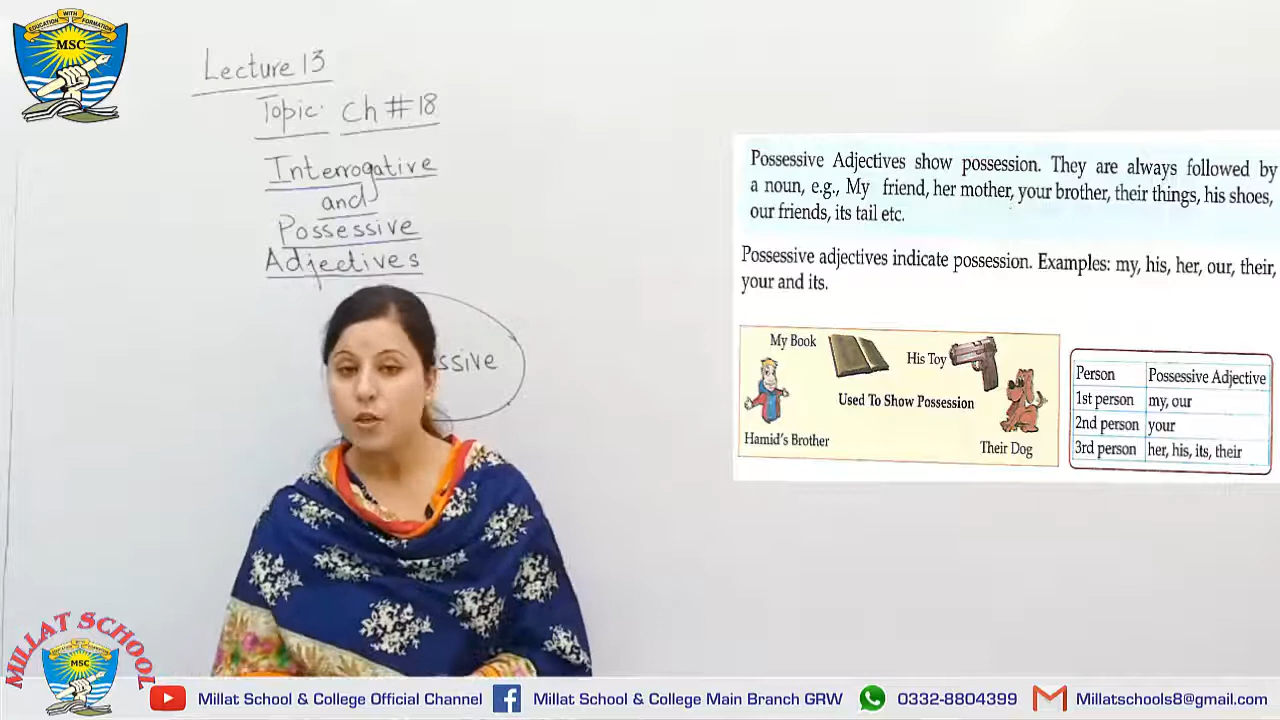 EDUCATION WITH FORMATION
MSC
Lecture 13
Topic: Ch # 18
Interrogative
and
Possessive
Adjectives
ssive
Possessive Adjectives show possession. They are always followed by
a noun, e.g., My friend, her mother, your brother, their things, his shoes,
our friends, its tail etc.
Possessive adjectives indicate possession. Examples: my, his, her, our, their,
your and its.
My Book
His Toy
Used To Show Possession
Hamid's Brother
Their Dog
Person Possessive Adjective
1st person my, our
2nd person your
3rd person her, his, its, their
MILLAT SCHOOL
MSC
Millat School & College Official Channel
Millat School & College Main Branch GRW
0332-8804399
Millatschools8@gmail.com